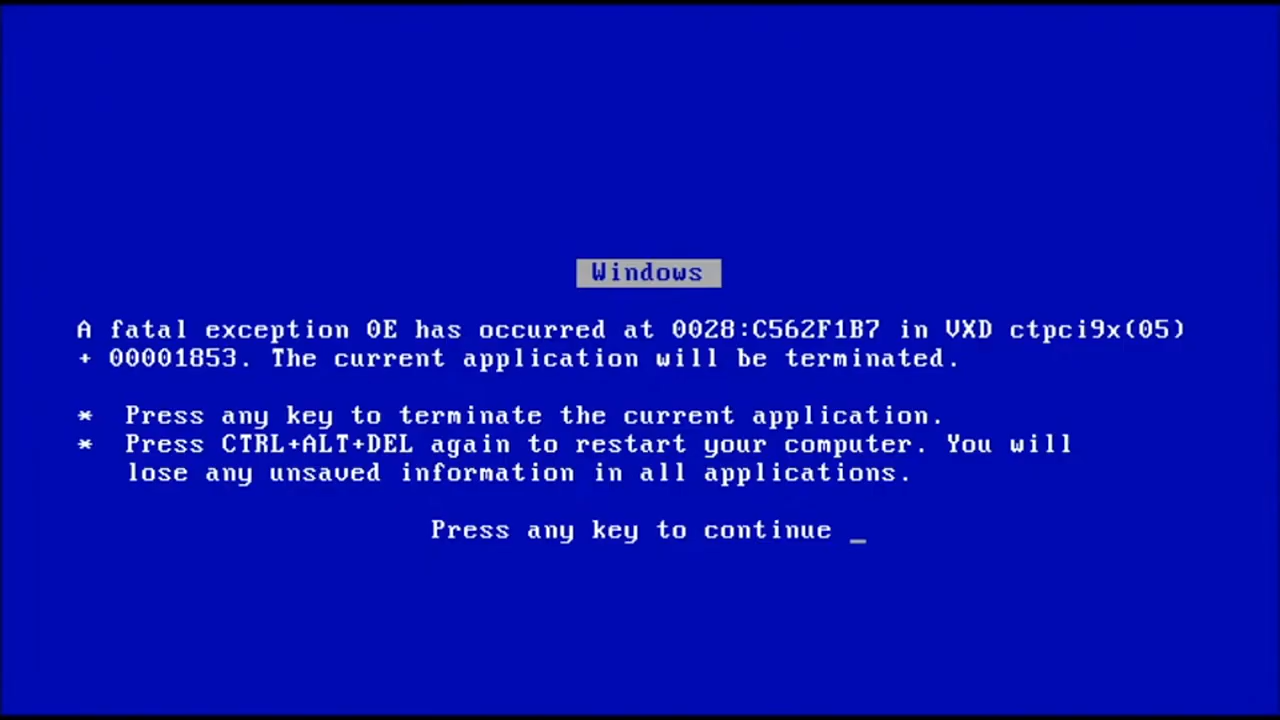 Windows
A fatal exception 0E has occurred at 0028:C562F1B7 in VXD ctpci9x(05)
+ 00001853. The current application will be terminated.
* Press any key to terminate the current application.
* Press CTRL+ALT+DEL again to restart your computer. You will
lose any unsaved information in all applications.
Press any key to continue _